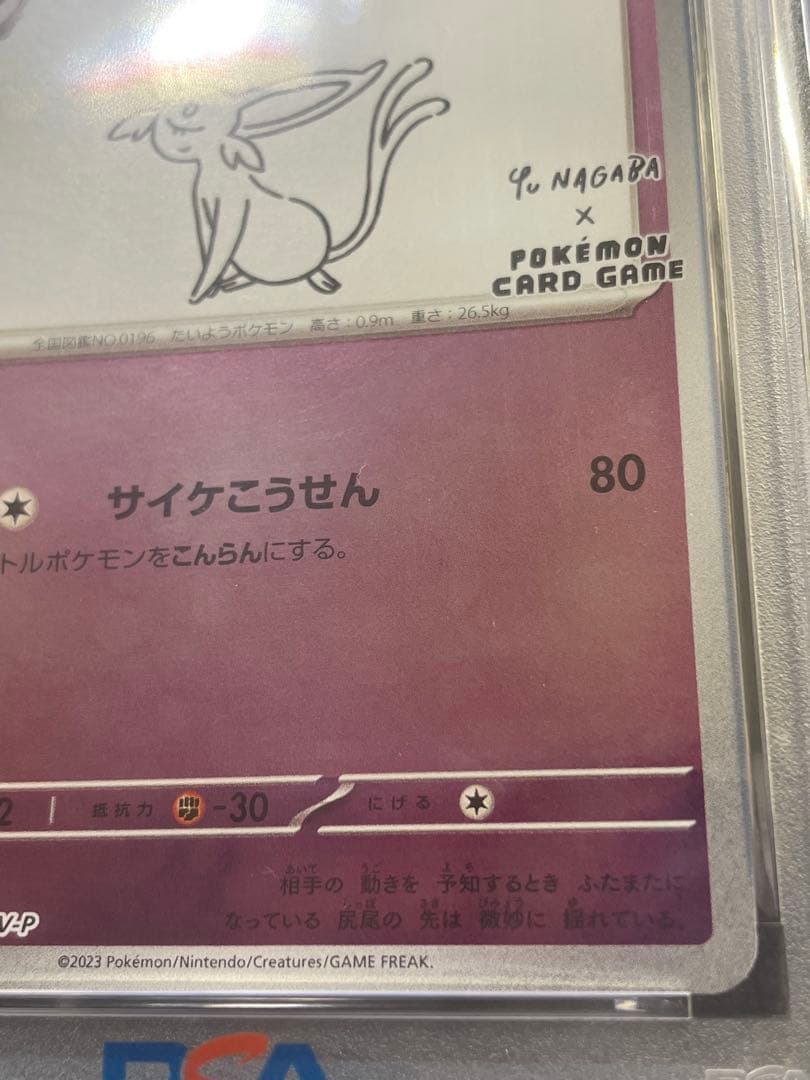 Yu NAGABA
×
POKÉMON
CARD GAME
全国図鑑NO.0196 たいようポケモン 高さ:0.9m 重さ:26.5kg
サイケこうせん 80
トルポケモンをこんらんにする。
2 抵抗力 -30 にげる
相手の 動きを 予知するとき ふたまたに
なっている 尻尾の 先は 微妙に 揺れている。
V-P
©2023 Pokémon/Nintendo/Creatures/GAME FREAK.
PSA